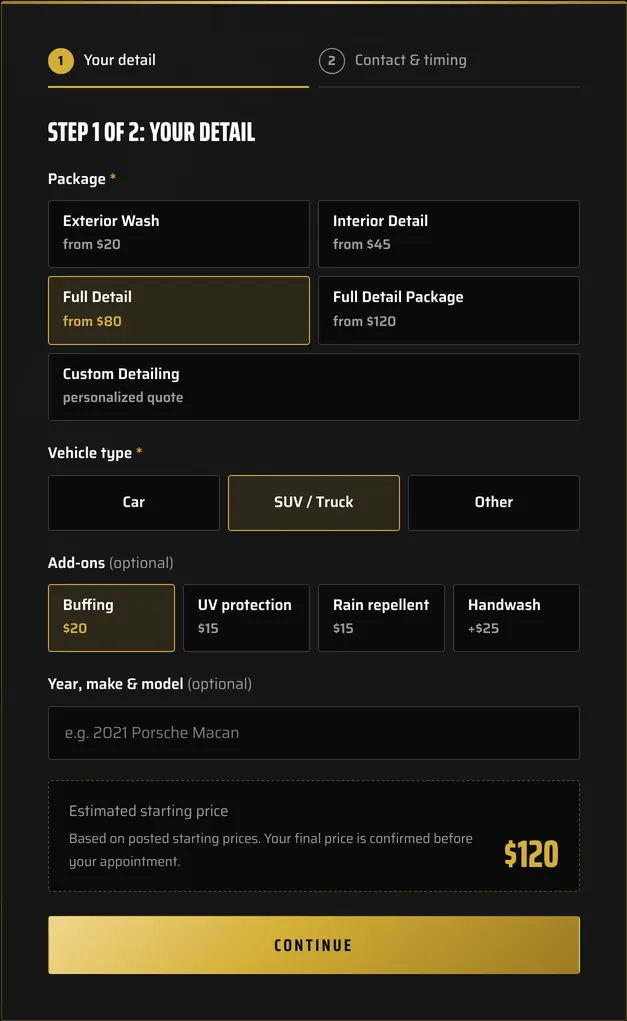 1 Your detail
2 Contact & timing
STEP 1 OF 2: YOUR DETAIL
Package *
Exterior Wash
from $20
Interior Detail
from $45
Full Detail
from $80
Full Detail Package
from $120
Custom Detailing
personalized quote
Vehicle type *
Car
SUV / Truck
Other
Add-ons (optional)
Buffing
$20
UV protection
$15
Rain repellent
$15
Handwash
+$25
Year, make & model (optional)
e.g. 2021 Porsche Macan
Estimated starting price
Based on posted starting prices. Your final price is confirmed before
your appointment.
$120
CONTINUE